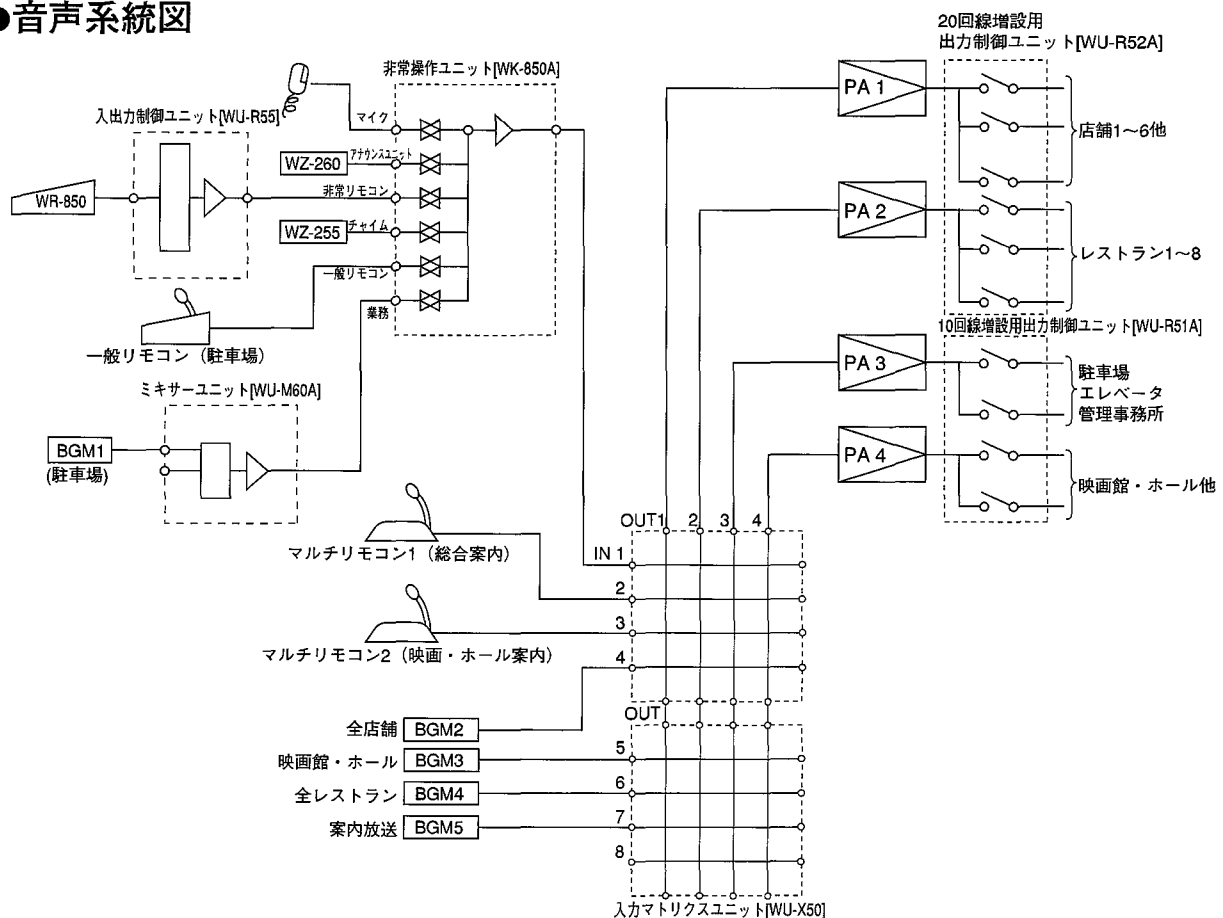 ●音声系統図
20回線増設用
出力制御ユニット[WU-R52A]
非常操作ユニット[WK-850A]
PA 1
マイク
入出力制御ユニット[WU-R55]
店舗1〜6他
アナウンスユニット
WZ-260
非常リモコン
WR-850
PA 2
チャイム
WZ-255
レストラン1〜8
一般リモコン
業務
10回線増設用出力制御ユニット[WU-R51A]
一般リモコン（駐車場）
PA 3
駐車場
エレベータ
管理事務所
ミキサーユニット[WU-M60A]
BGM1
(駐車場)
PA 4
映画館・ホール他
OUT1
2
3
4
マルチリモコン1（総合案内）
IN 1
2
3
マルチリモコン2（映画・ホール案内）
4
OUT
全店舗
BGM2
5
映画館・ホール
BGM3
6
全レストラン
BGM4
7
案内放送
BGM5
8
入力マトリクスユニット[WU-X50]